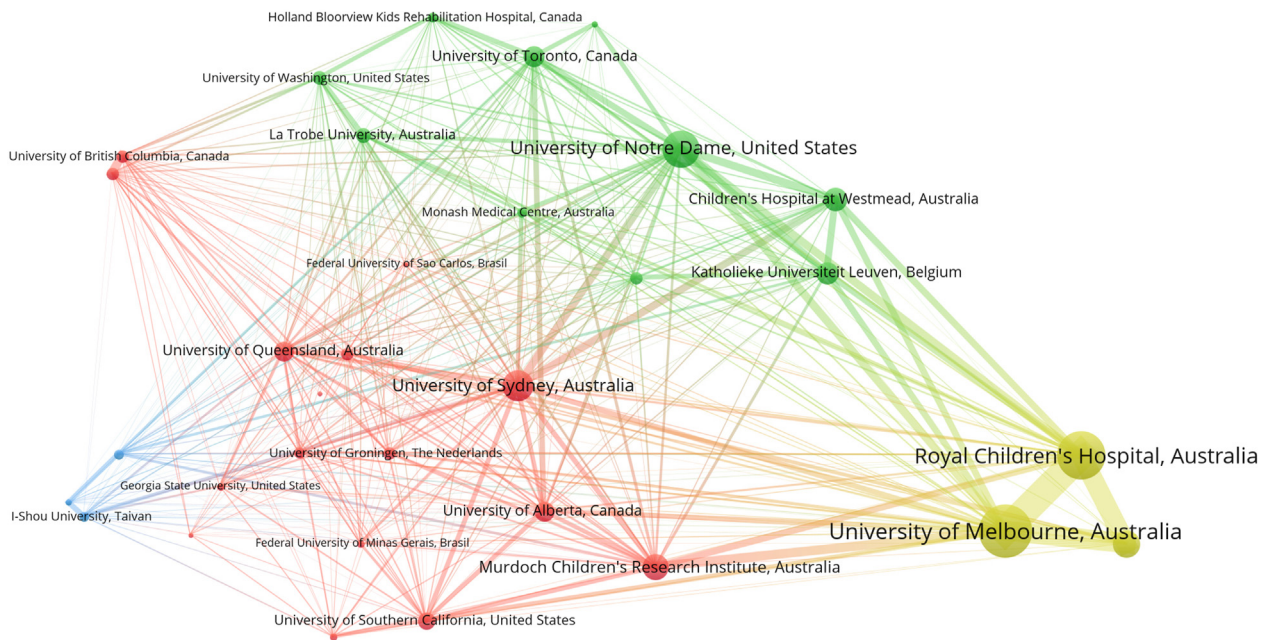 Holland Bloorview Kids Rehabilitation Hospital, Canada
University of Toronto, Canada
University of Washington, United States
La Trobe University, Australia
University of Notre Dame, United States
University of British Columbia, Canada
Children's Hospital at Westmead, Australia
Monash Medical Centre, Australia
Federal University of Sao Carlos, Brasil
Katholieke Universiteit Leuven, Belgium
University of Queensland, Australia
University of Sydney, Australia
University of Groningen, The Nederlands
Royal Children's Hospital, Australia
Georgia State University, United States
University of Alberta, Canada
I-Shou University, Taivan
University of Melbourne, Australia
Federal University of Minas Gerais, Brasil
Murdoch Children's Research Institute, Australia
University of Southern California, United States